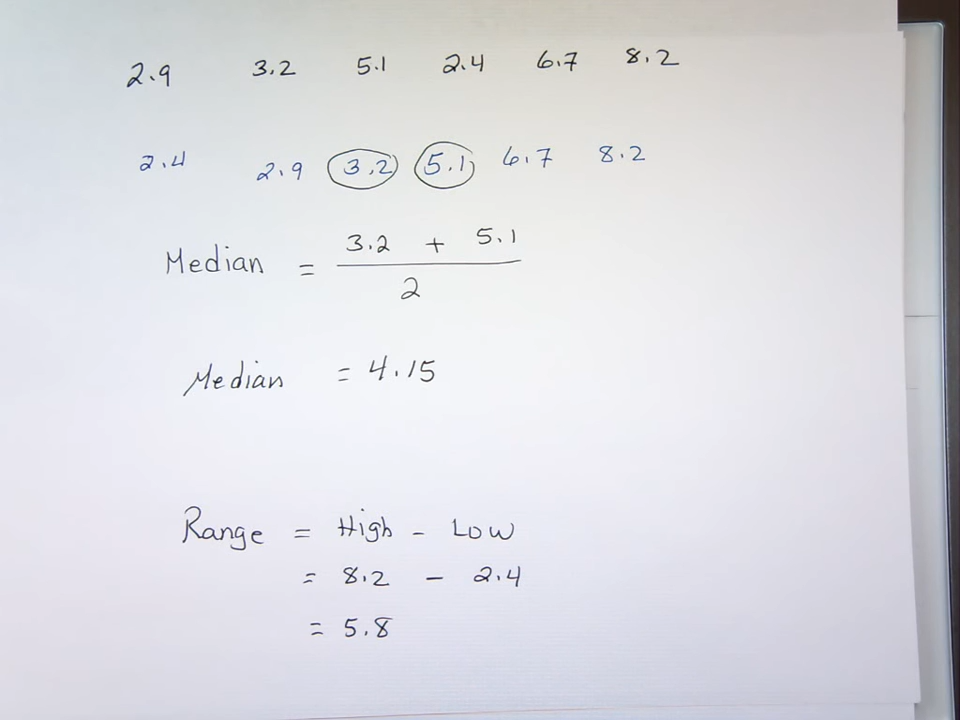 2.9 3.2 5.1 2.4 6.7 8.2
2.4 2.9 3.2 5.1 6.7 8.2
3.2 + 5.1
Median =
2
Median = 4.15
Range = High - Low
= 8.2 - 2.4
= 5.8